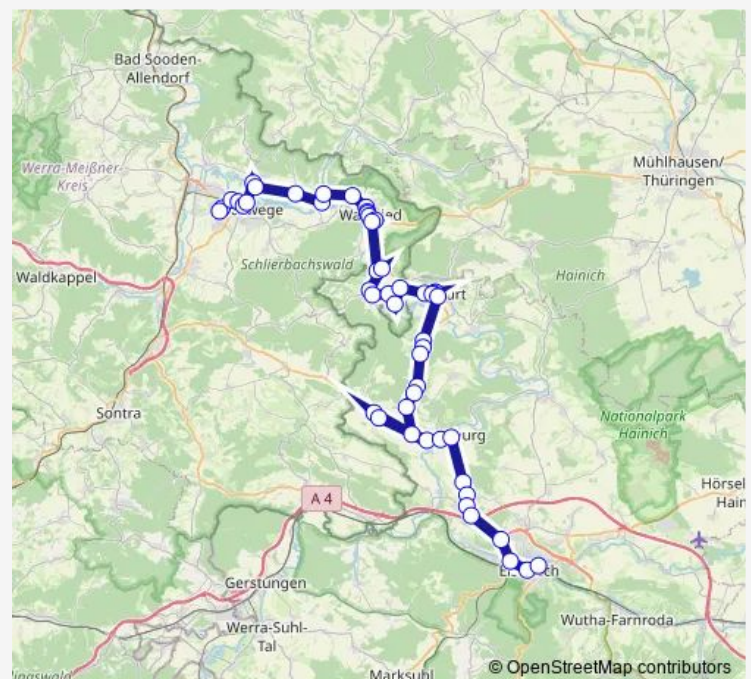 Bad Sooden-
Allendorf
Mühlhausen/
Thüringen
Werra-Meißner-
Kreis
Schlierbachswald
Hainich
Waldkappel
Sontra
Nationalpark
Hainich
A 4
Gerstungen
Werra-Suhl-
Tal
Wutha-Farnroda
Marksuhl
© OpenStreetMap contributors